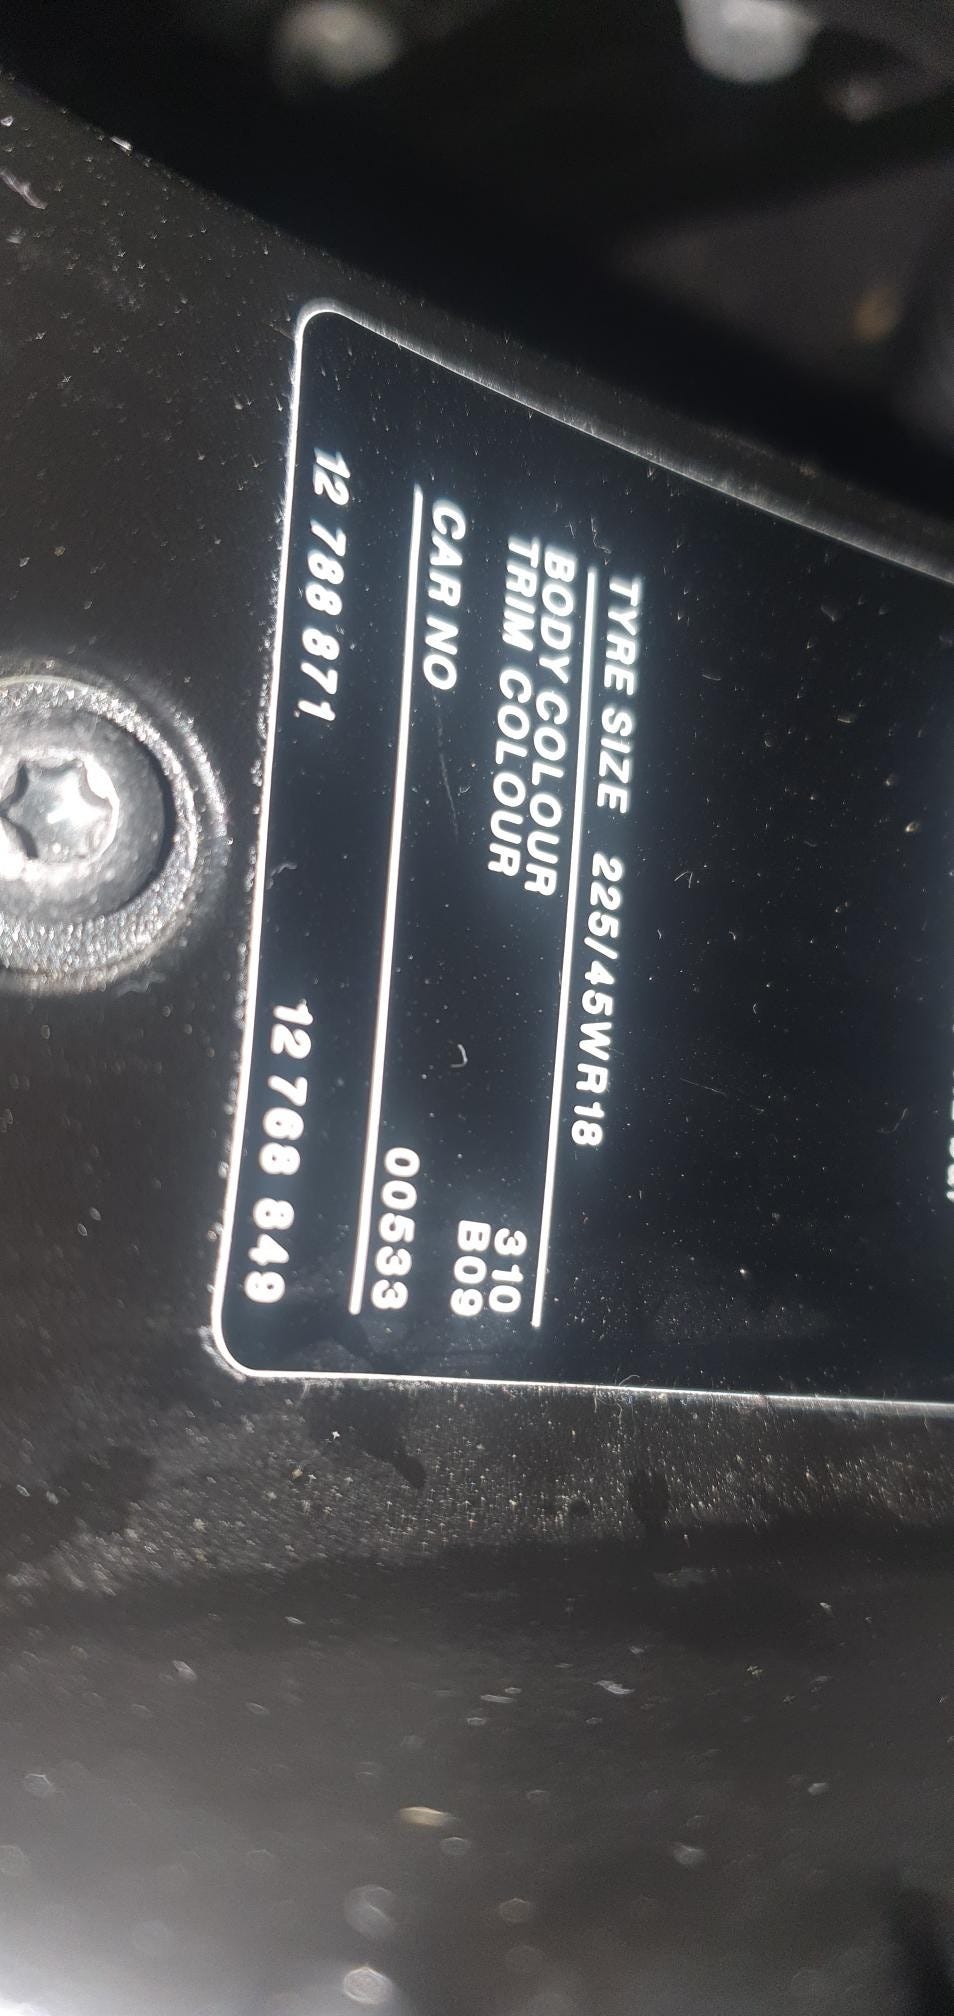 TYRE SIZE 225/45WR18
BODY COLOUR 310
TRIM COLOUR B09
CAR NO 00533
12 788 871 12 768 849